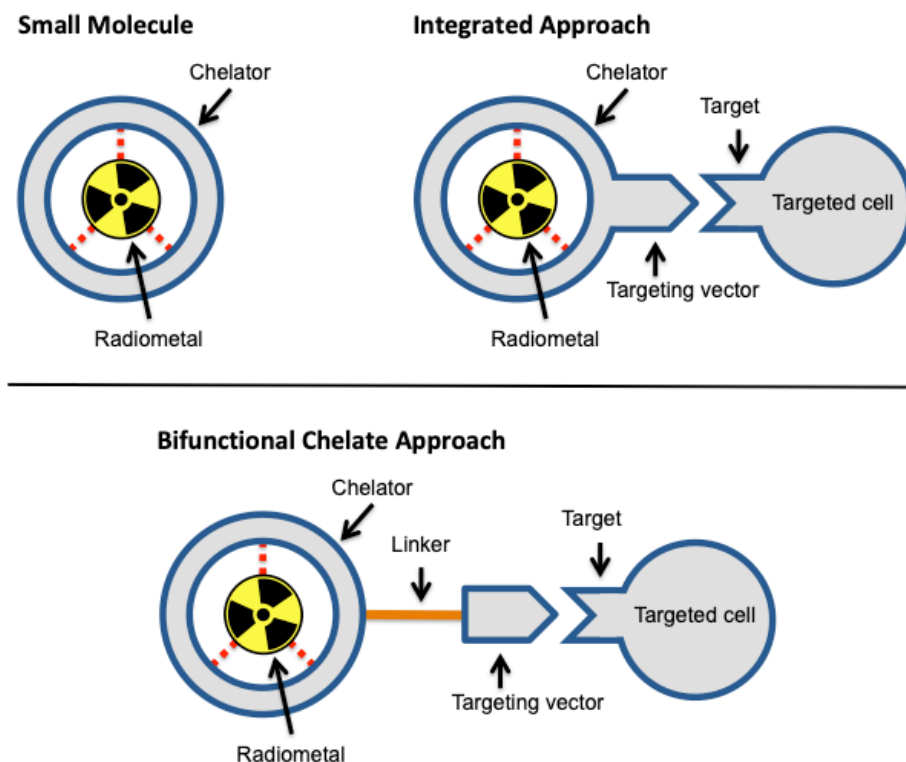 Small Molecule
Chelator
Radiometal
Integrated Approach
Chelator
Target
Targeted cell
Targeting vector
Radiometal
Bifunctional Chelate Approach
Chelator
Linker
Target
Targeted cell
Targeting vector
Radiometal